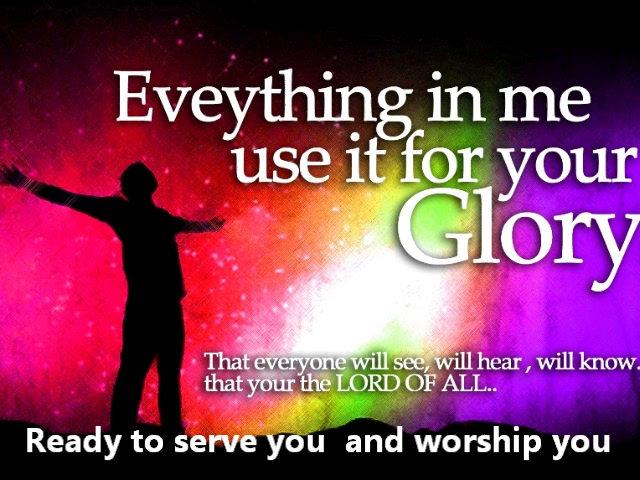 Eveything in me
use it for your
Glory
That everyone will see, will hear , will know.
that your the LORD OF ALL..
Ready to serve you  and worship you